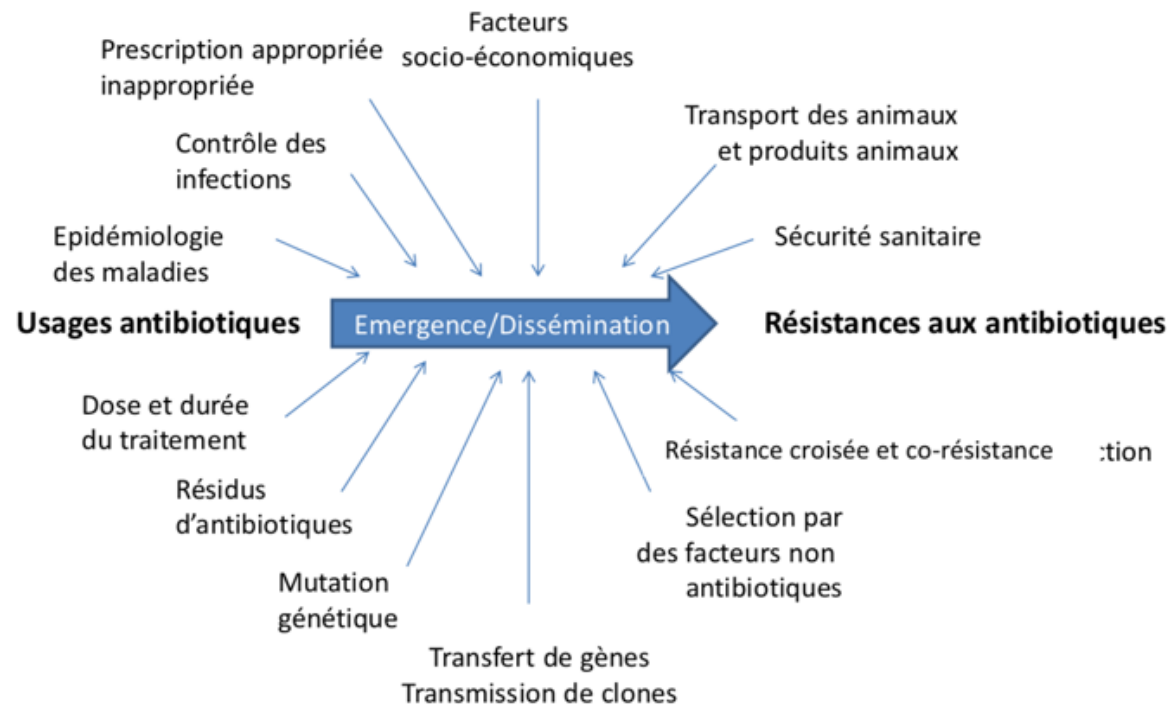 Facteurs
socio-économiques
Prescription appropriée
inappropriée
Transport des animaux
et produits animaux
Contrôle des
infections
Epidémiologie
des maladies
Sécurité sanitaire
Usages antibiotiques
Emergence/Dissémination
Résistances aux antibiotiques
Dose et durée
du traitement
Résistance croisée et co-résistance
Résidus
d'antibiotiques
Sélection par
des facteurs non
antibiotiques
Mutation
génétique
Transfert de gènes
Transmission de clones